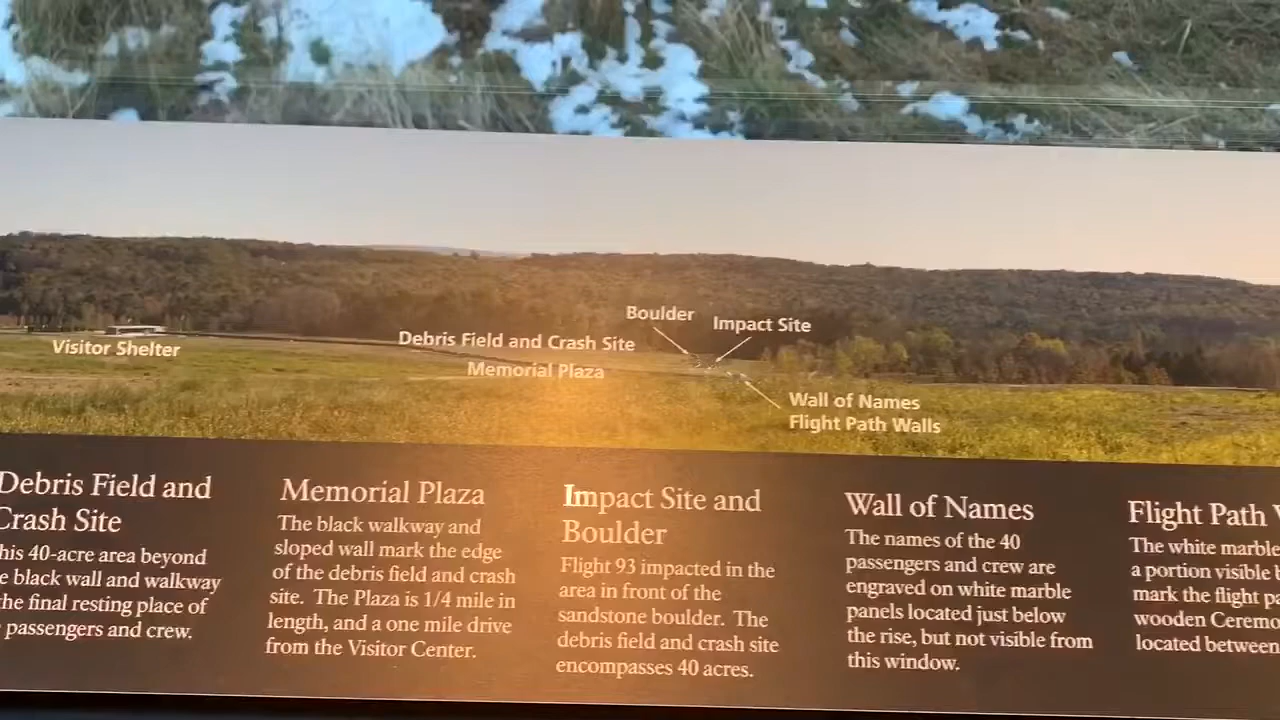 Boulder
Impact Site
Debris Field and Crash Site
Visitor Shelter
Memorial Plaza
Wall of Names
Flight Path Walls
Debris Field and
Crash Site
his 40-acre area beyond
e black wall and walkway
the final resting place of
passengers and crew.
Memorial Plaza
The black walkway and
sloped wall mark the edge
of the debris field and crash
site. The Plaza is 1/4 mile in
length, and a one mile drive
from the Visitor Center.
Impact Site and
Boulder
Flight 93 impacted in the
area in front of the
sandstone boulder. The
debris field and crash site
encompasses 40 acres.
Wall of Names
The names of the 40
passengers and crew are
engraved on white marble
panels located just below
the rise, but not visible from
this window.
Flight Path
The white marble
a portion visible
mark the flight
wooden
located between